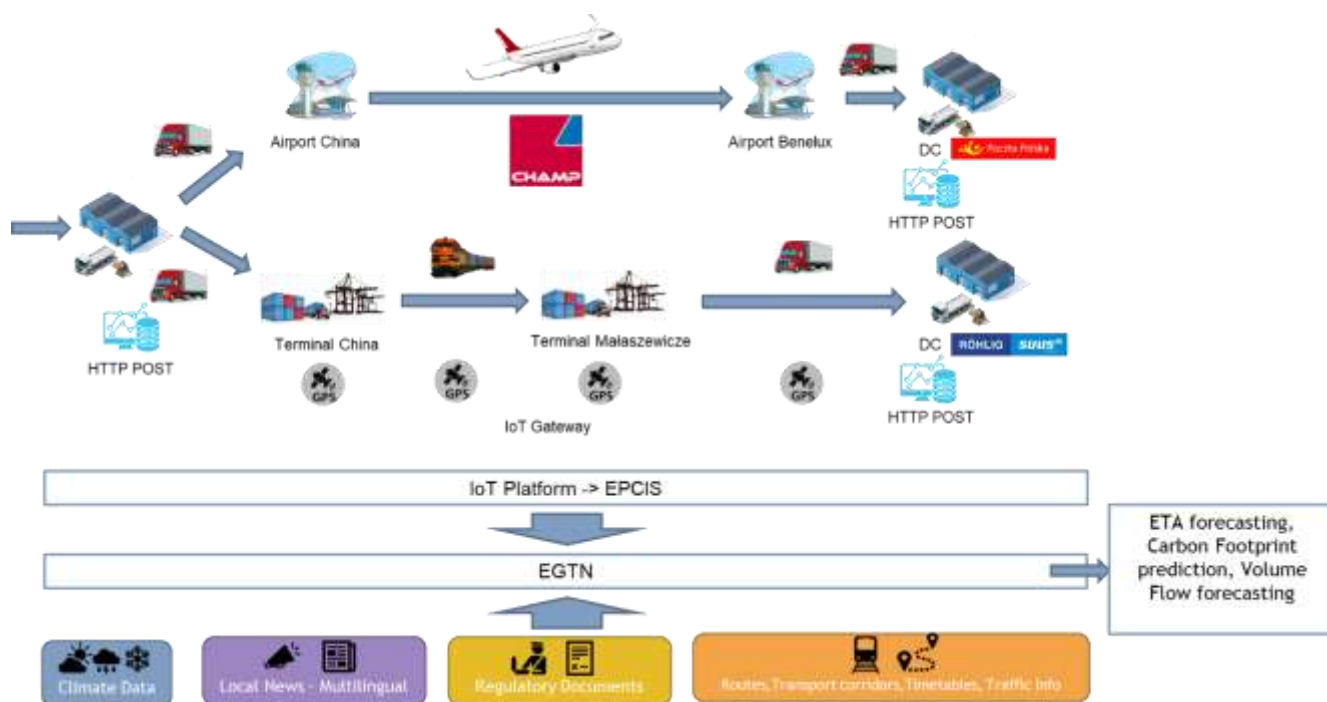 Airport China
CHAMP
Airport Benelux
DC
Poczta Polska
HTTP POST
HTTP POST
Terminal China
Terminal Małaszewicze
DC
RÖHLIG SUUS
HTTP POST
GPS
GPS
GPS
GPS
IoT Gateway
IoT Platform -> EPCIS
EGTN
ETA forecasting,
Carbon Footprint
prediction, Volume
Flow forecasting
Climate Data
Local News - Multilingual
Regulatory Documents
Routes,Transport corridors, Timetables, Traffic Info